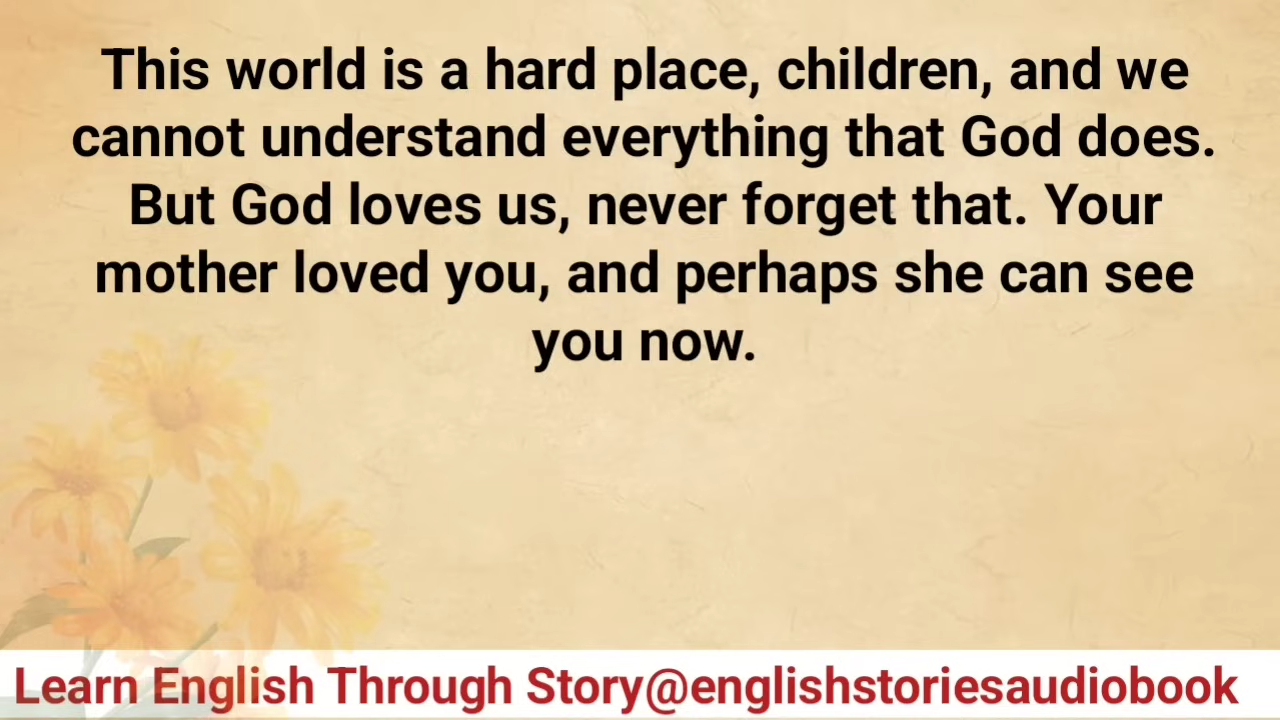 This world is a hard place, children, and we
cannot understand everything that God does.
But God loves us, never forget that. Your
mother loved you, and perhaps she can see
you now.
Learn English Through Story@englishstoriesaudiobook